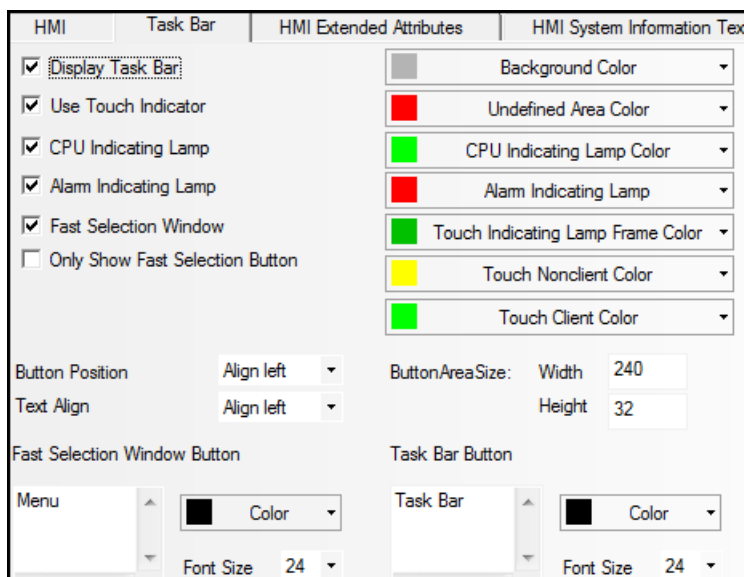 HMI
Task Bar
HMI Extended Attributes
HMI System Information Tex
Display Task Bar
Background Color
Use Touch Indicator
Undefined Area Color
CPU Indicating Lamp
CPU Indicating Lamp Color
Alarm Indicating Lamp
Alarm Indicating Lamp
Fast Selection Window
Touch Indicating Lamp Frame Color
Only Show Fast Selection Button
Touch Nonclient Color
Touch Client Color
Button Position
Align left
ButtonAreaSize:
Width
240
Text Align
Align left
Height
32
Fast Selection Window Button
Task Bar Button
Menu
Color
Task Bar
Color
Font Size
24
Font Size
24